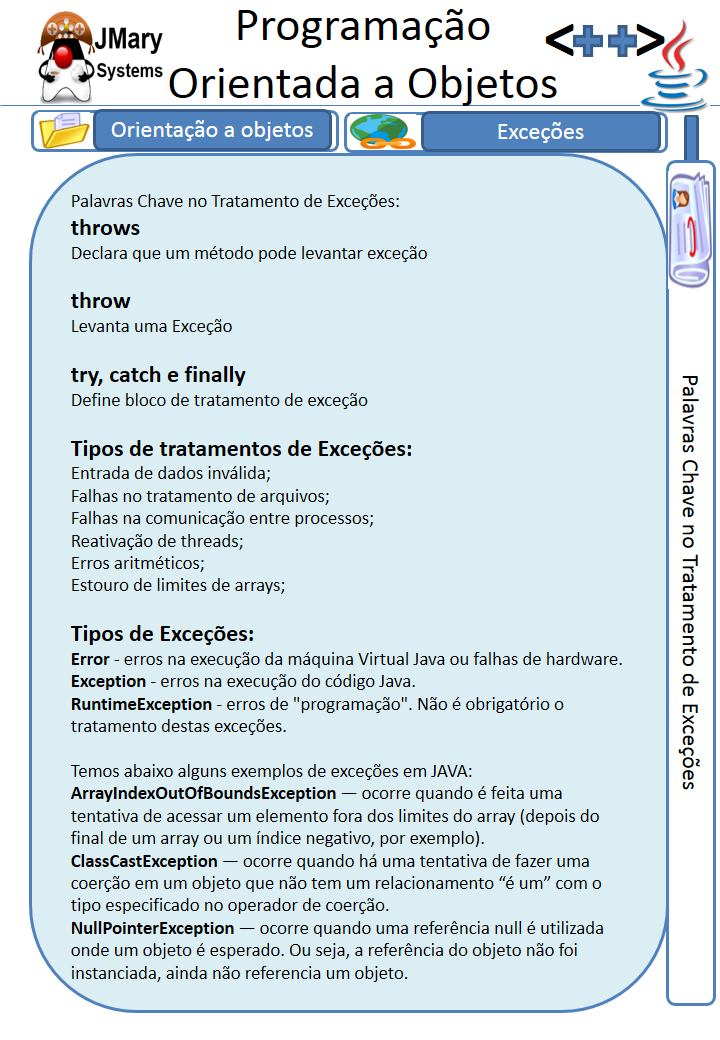 JMary
Systems
Programação
Orientada a Objetos
<++>
Orientação a objetos
Exceções
Palavras Chave no Tratamento de Exceções:
throws
Declara que um método pode levantar exceção
throw
Levanta uma Exceção
try, catch e finally
Define bloco de tratamento de exceção
Tipos de tratamentos de Exceções:
Entrada de dados inválida;
Falhas no tratamento de arquivos;
Falhas na comunicação entre processos;
Reativação de threads;
Erros aritméticos;
Estouro de limites de arrays;
Tipos de Exceções:
Error - erros na execução da máquina Virtual Java ou falhas de hardware.
Exception - erros na execução do código Java.
RuntimeException - erros de "programação". Não é obrigatório o
tratamento destas exceções.
Temos abaixo alguns exemplos de exceções em JAVA:
ArrayIndexOutOfBoundsException — ocorre quando é feita uma
tentativa de acessar um elemento fora dos limites do array (depois do
final de um array ou um índice negativo, por exemplo).
ClassCastException — ocorre quando há uma tentativa de fazer uma
coerção em um objeto que não tem um relacionamento “é um” com o
tipo especificado no operador de coerção.
NullPointerException — ocorre quando uma referência null é utilizada
onde um objeto é esperado. Ou seja, a referência do objeto não foi
instanciada, ainda não referencia um objeto.
Palavras Chave no Tratamento de Exceções